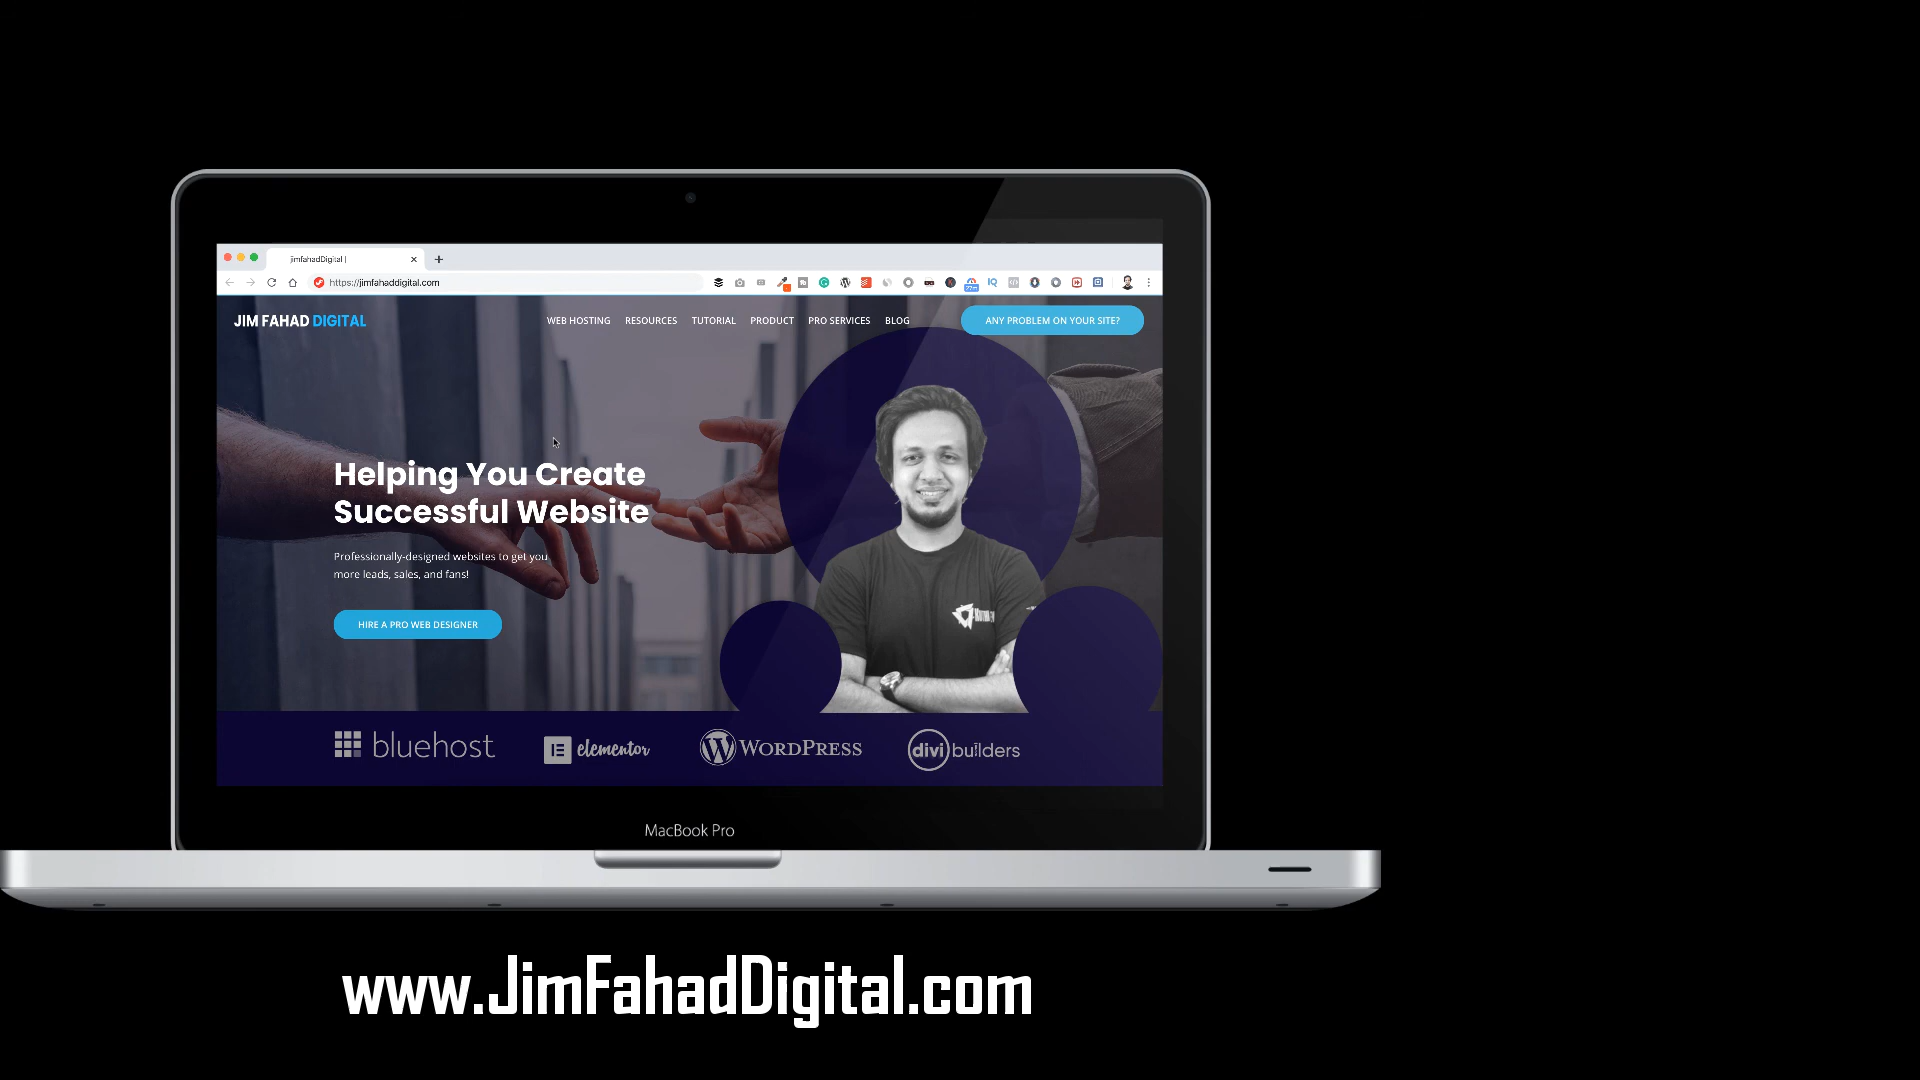 jimfahadDigital |
https://jimfahaddigital.com
JIM FAHAD DIGITAL
WEB HOSTING RESOURCES TUTORIAL PRODUCT PRO SERVICES BLOG
ANY PROBLEM ON YOUR SITE?
Helping You Create
Successful Website
Professionally-designed websites to get you
more leads, sales, and fans!
HIRE A PRO WEB DESIGNER
bluehost
elementor
WORDPRESS
divi builders
MacBook Pro
www.JimFahadDigital.com